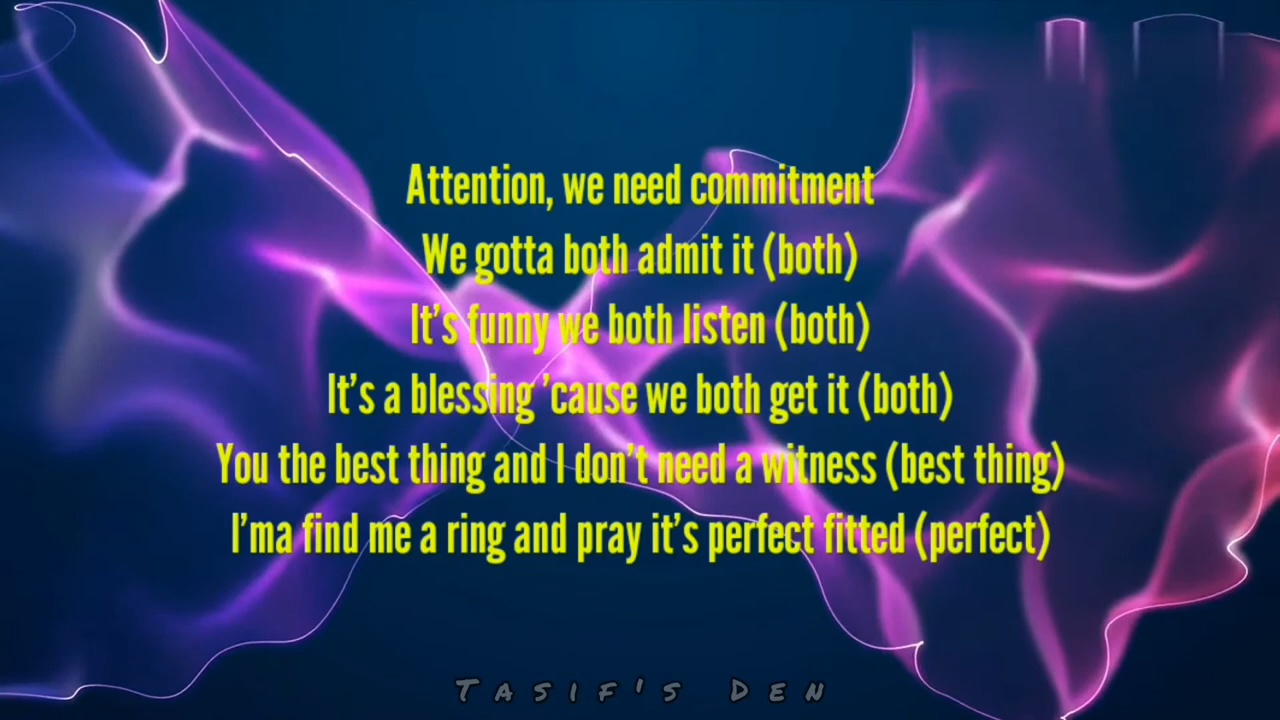 Attention, we need commitment
We gotta both admit it (both)
It's funny we both listen (both)
It's a blessing 'cause we both get it (both)
You the best thing and I don't need a witness (best thing)
I'ma find me a ring and pray it's perfect fitted (perfect)
Tasif's Den